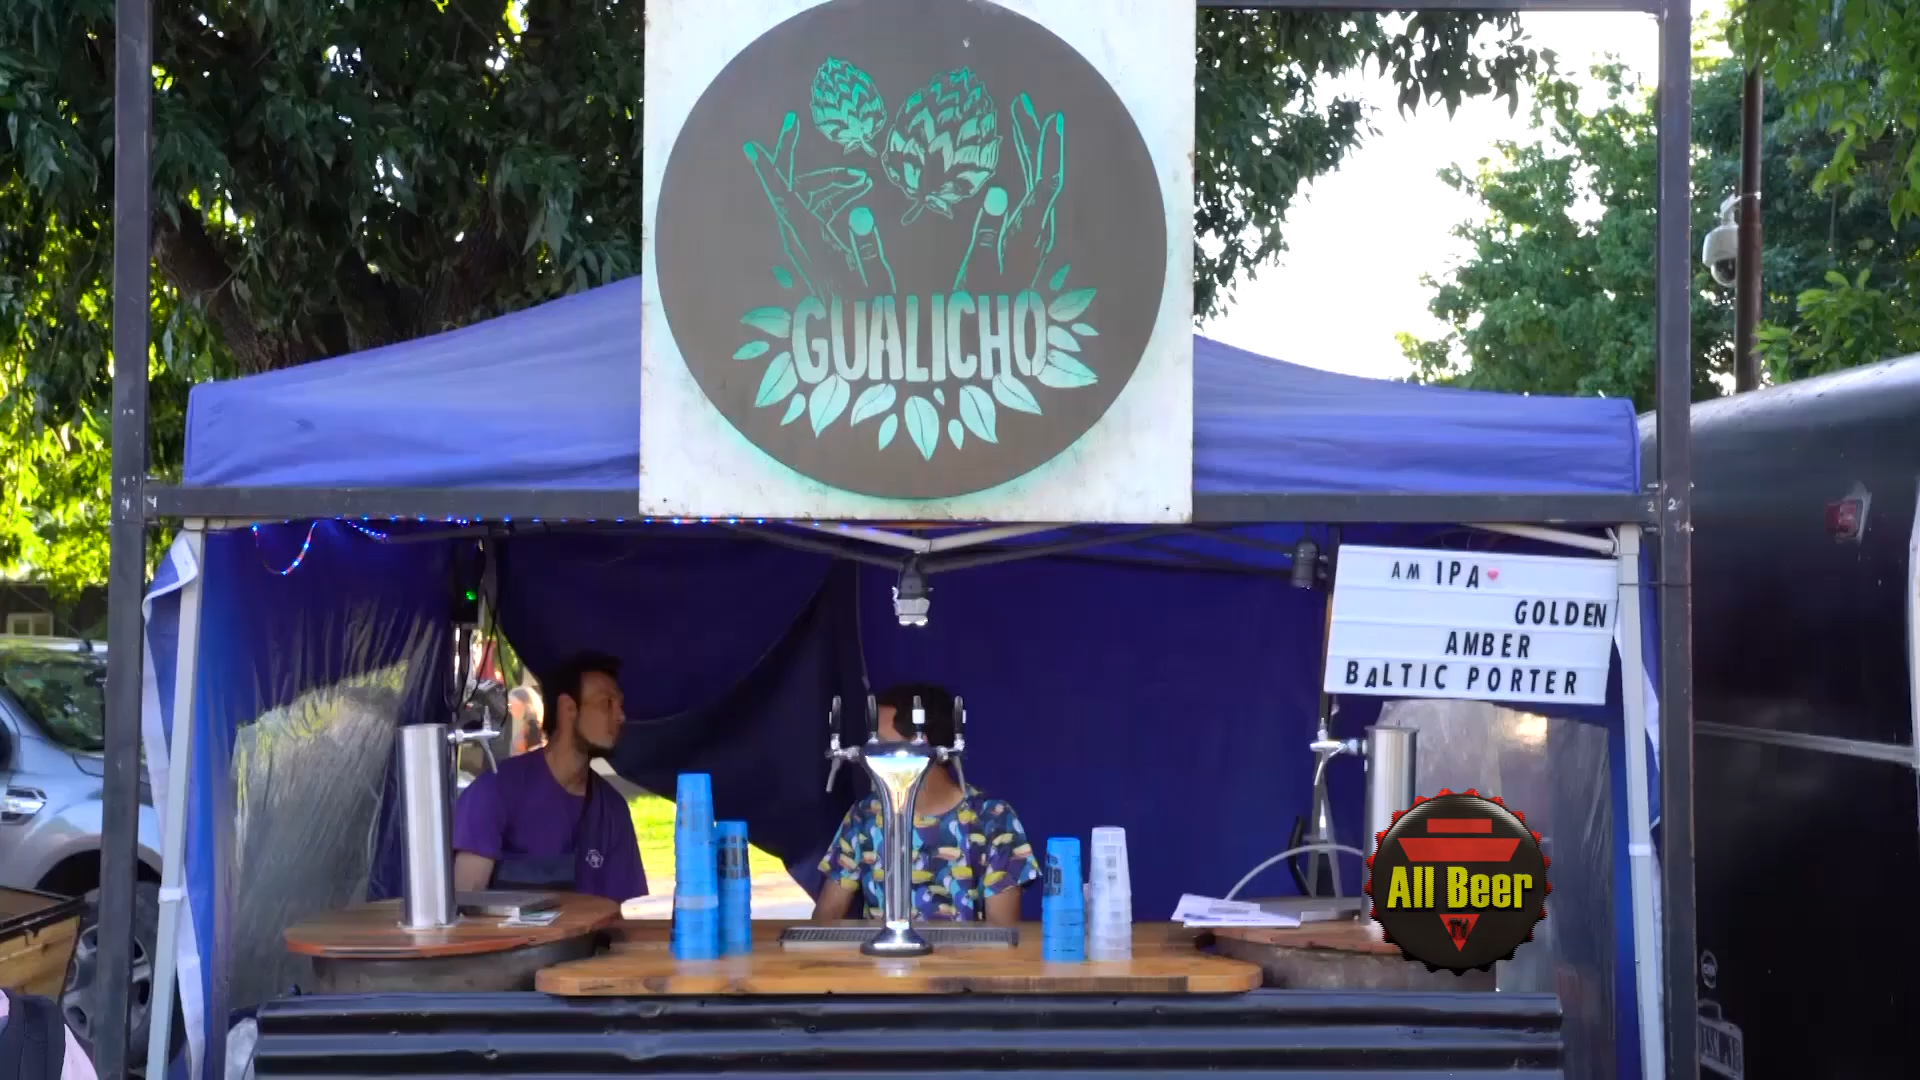 GUALICHO
AM IPA
GOLDEN
AMBER
BALTIC PORTER
All Beer
TV